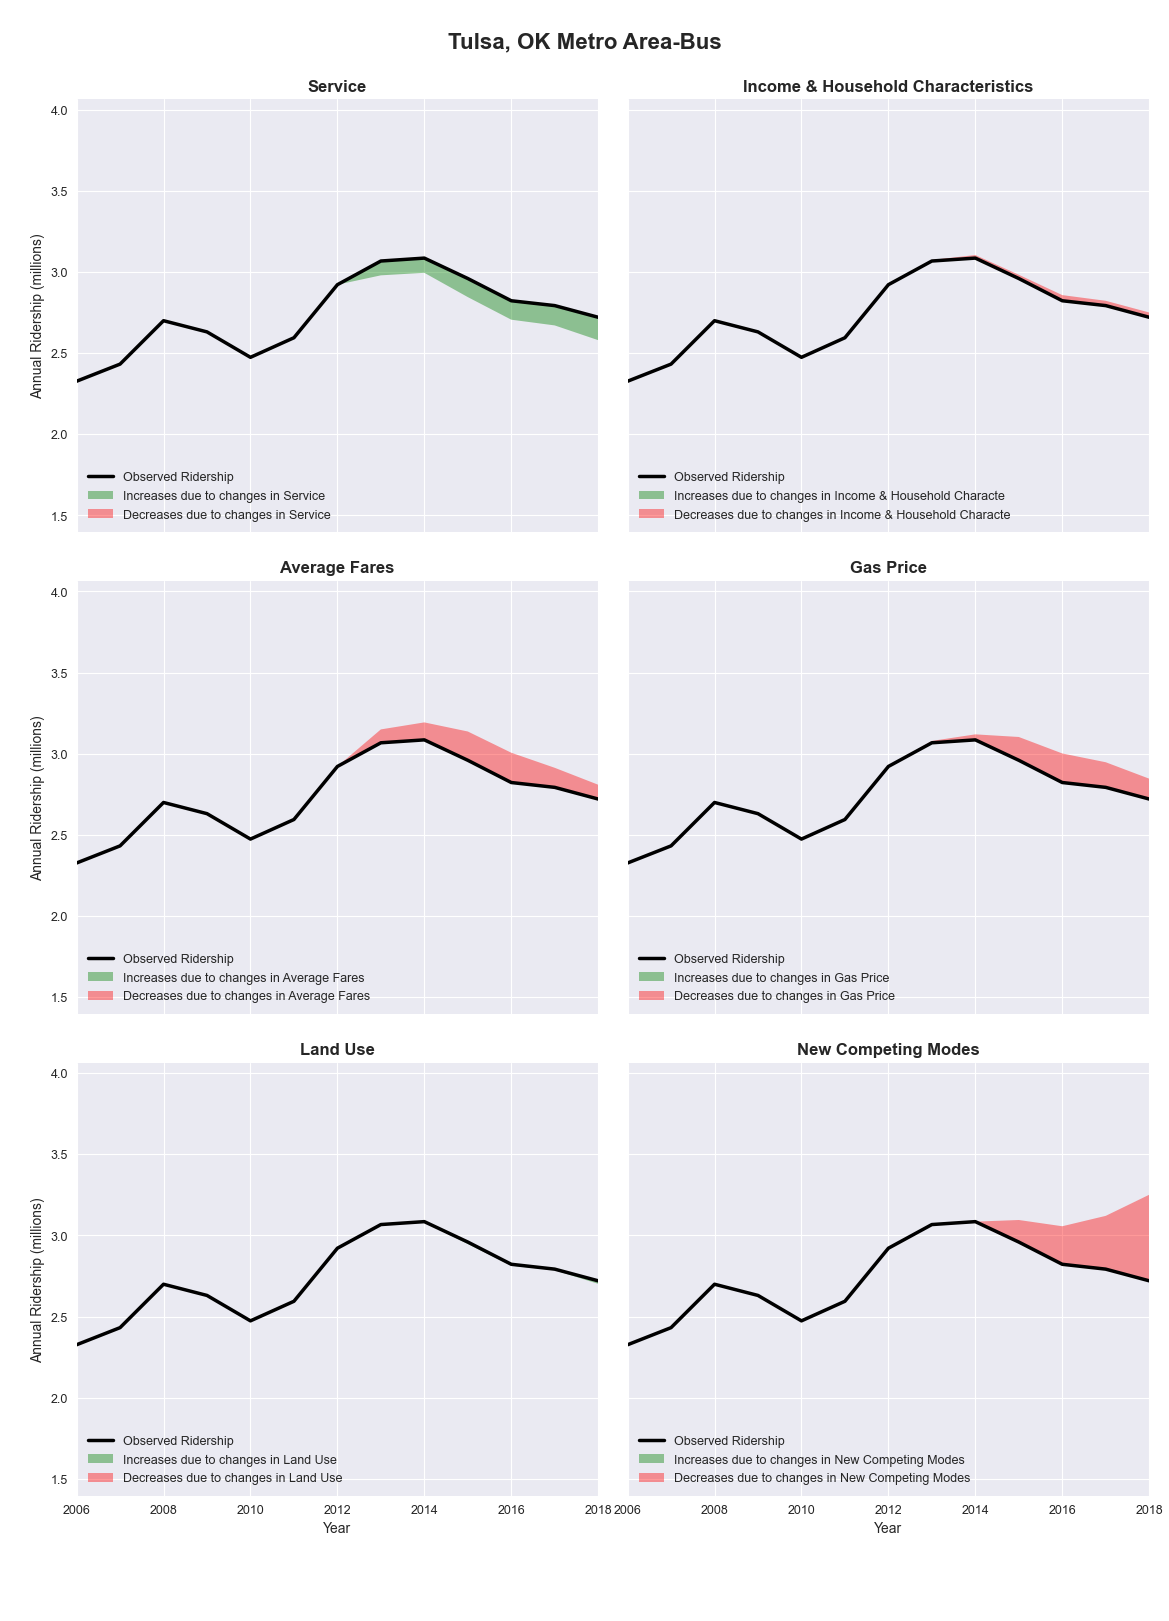 Tulsa, OK Metro Area-Bus
Service
4.0
3.5
3.0
2.5
2.0
1.5
Annual Ridership (millions)
Observed Ridership
Increases due to changes in Service
Decreases due to changes in Service
Income & Household Characteristics
Observed Ridership
Increases due to changes in Income & Household Characte
Decreases due to changes in Income & Household Characte
Average Fares
4.0
3.5
3.0
2.5
2.0
1.5
Annual Ridership (millions)
Observed Ridership
Increases due to changes in Average Fares
Decreases due to changes in Average Fares
Gas Price
Observed Ridership
Increases due to changes in Gas Price
Decreases due to changes in Gas Price
Land Use
4.0
3.5
3.0
2.5
2.0
1.5
Annual Ridership (millions)
Observed Ridership
Increases due to changes in Land Use
Decreases due to changes in Land Use
2006 2008 2010 2012 2014 2016 2018
Year
New Competing Modes
Observed Ridership
Increases due to changes in New Competing Modes
Decreases due to changes in New Competing Modes
2006 2008 2010 2012 2014 2016 2018
Year